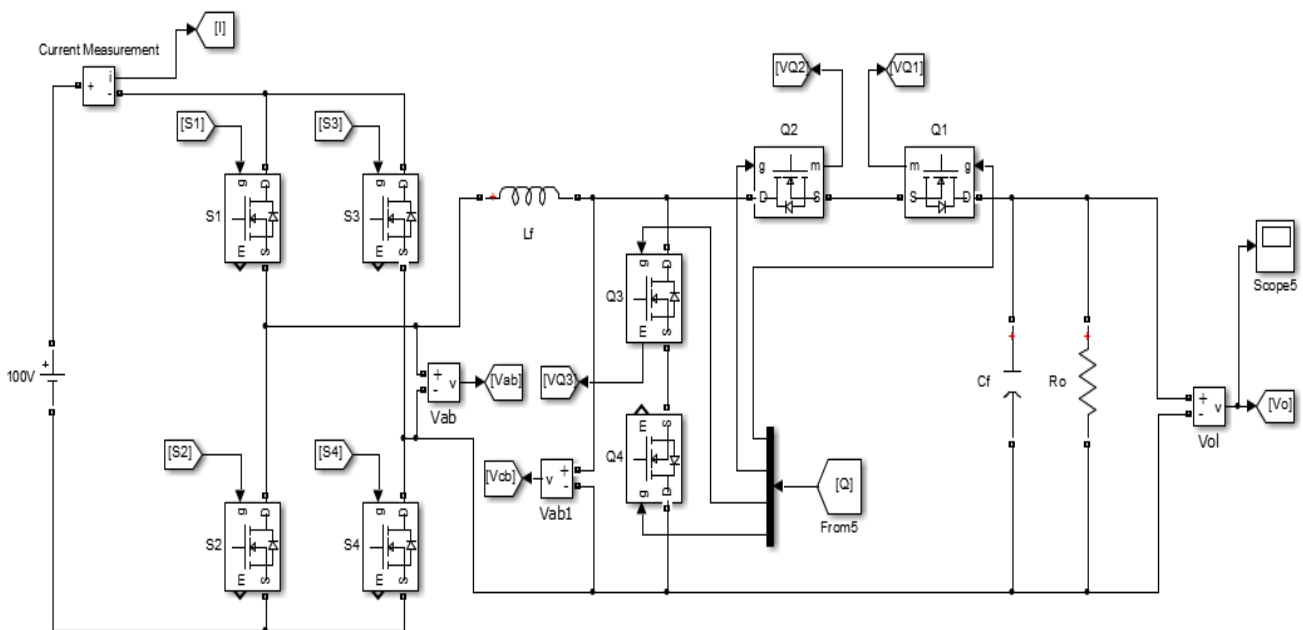 [I]
Current Measurement
i
+
-
[VQ2]
[VQ1]
[S1]
[S3]
Q2
Q1
g
m
D
S
m
g
S
D
g
D
S1
E
S
g
D
S3
E
S
+
Lf
g
D
Q3
E
S
Scope5
+
100V
+
-
v
[Vab]
Vab
[VQ3]
+
Cf
+
Ro
+
-
v
[Vo]
Vol
[S2]
[S4]
E
S
Q4
g
D
[Vcb]
v
+
-
Vab1
[Q]
From5
g
D
S2
E
S
g
D
S4
E
S